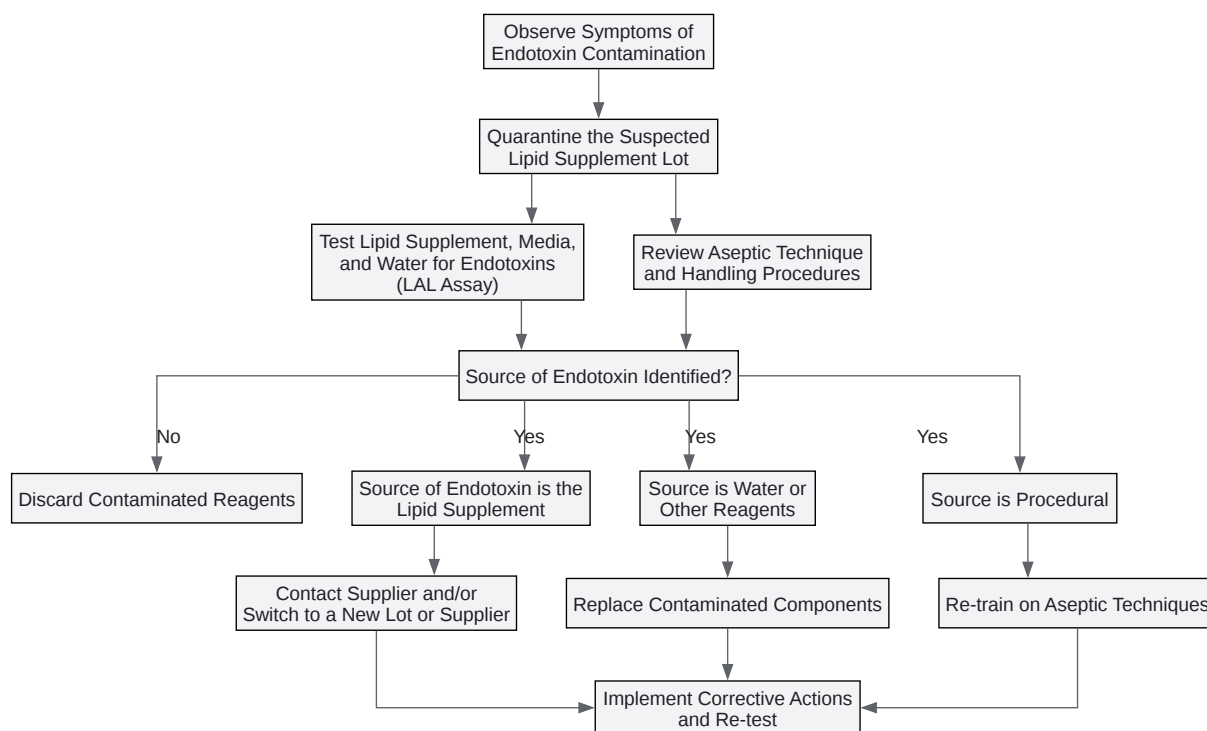 Observe Symptoms of
Endotoxin Contamination
Quarantine the Suspected
Lipid Supplement Lot
Test Lipid Supplement, Media,
and Water for Endotoxins
(LAL Assay)
Review Aseptic Technique
and Handling Procedures
Source of Endotoxin Identified?
No
Yes
Yes
Yes
Discard Contaminated Reagents
Source of Endotoxin is the
Lipid Supplement
Source is Water or
Other Reagents
Source is Procedural
Contact Supplier and/or
Switch to a New Lot or Supplier
Replace Contaminated Components
Re-train on Aseptic Techniques
Implement Corrective Actions
and Re-test